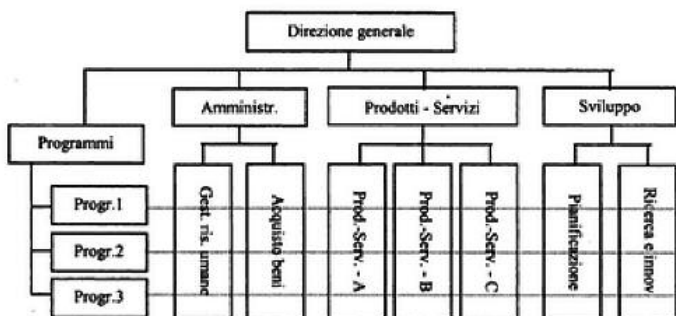 Direzione generale
Amministr.
Prodotti - Servizi
Sviluppo
Programmi
Progr.1
Progr.2
Progr.3
Gest. ris. umane
Acquisto beni
Prod.-Serv. - A
Prod.-Serv. - B
Prod.-Serv. - C
Pianificazione
Ricerca e innov.